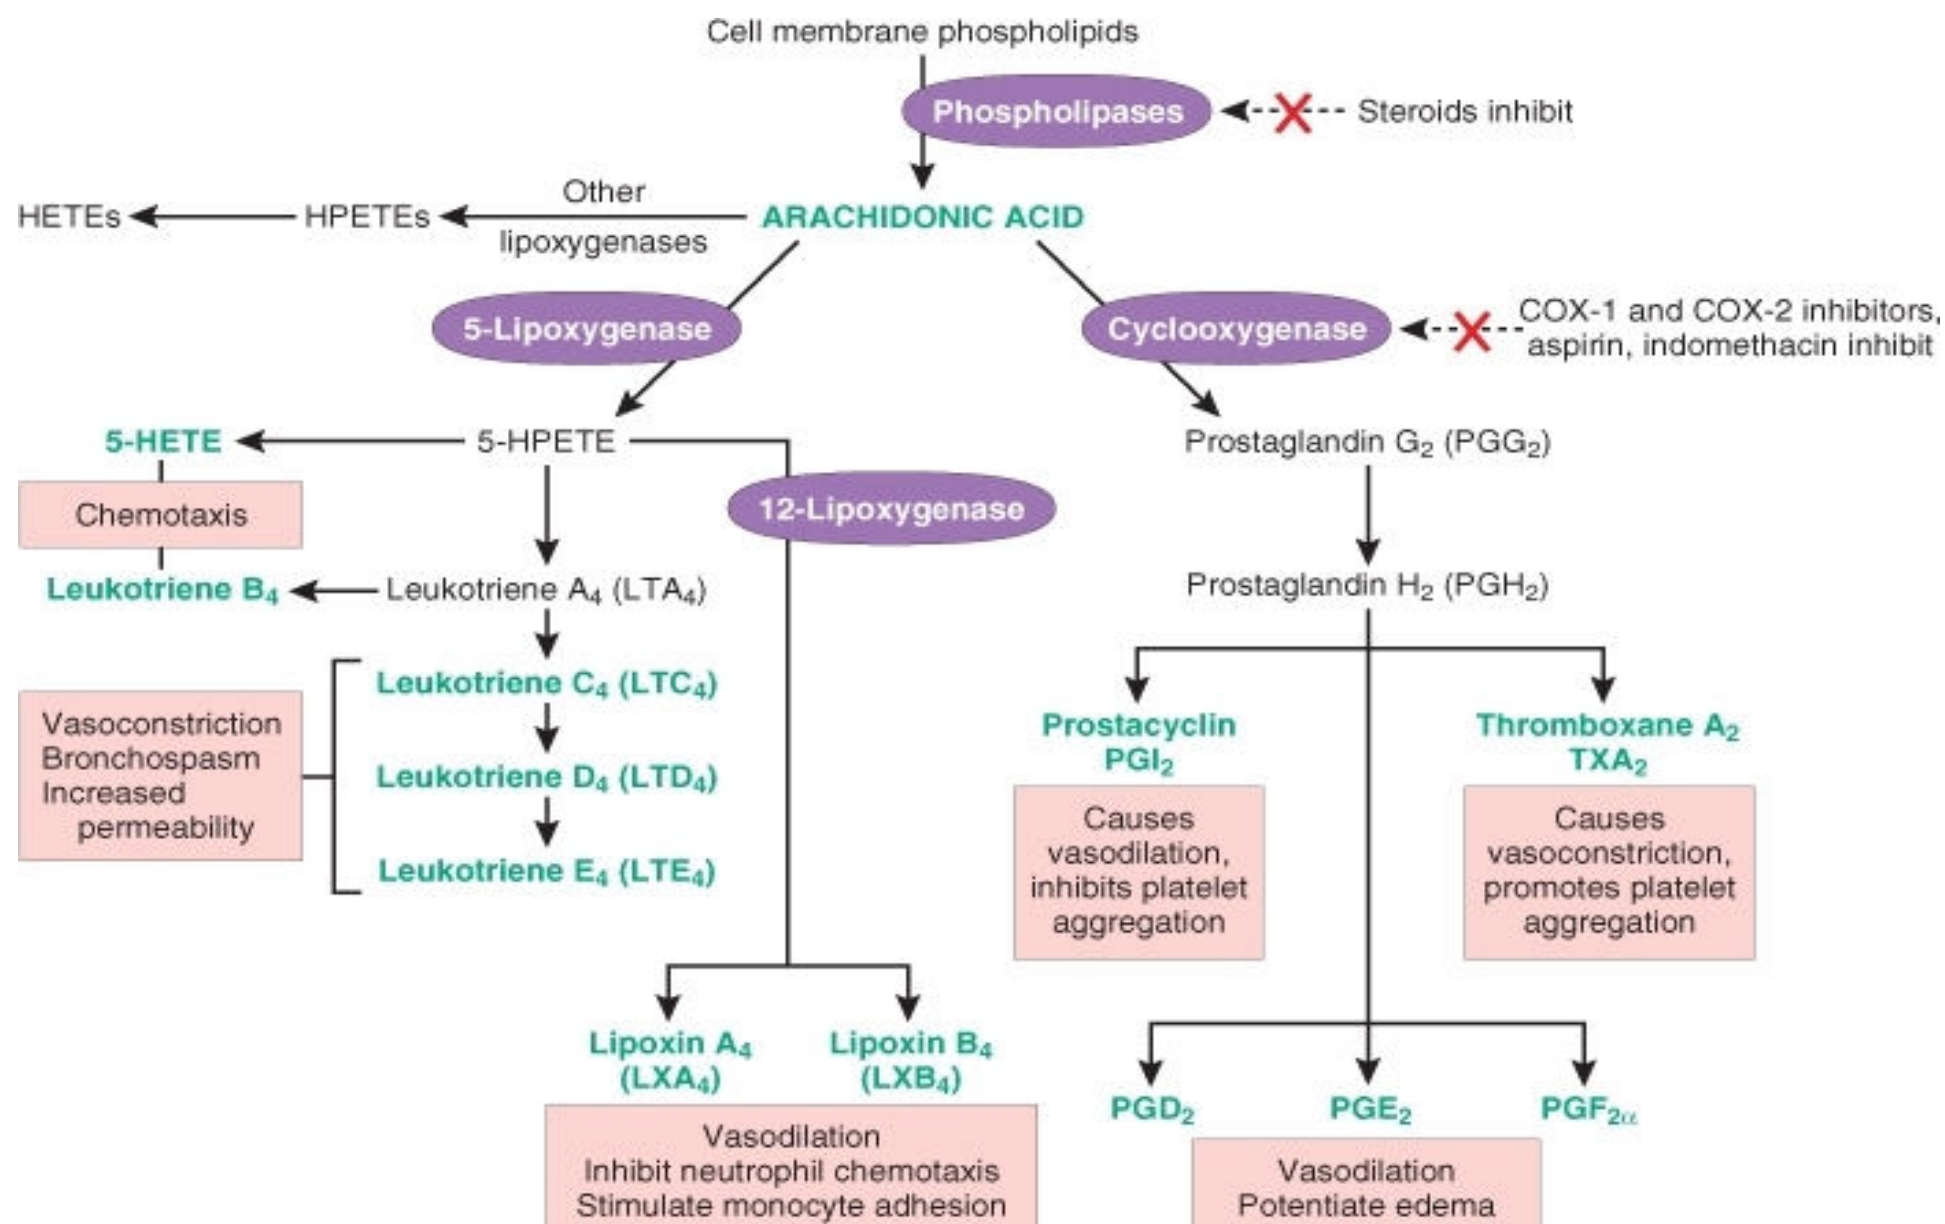 Cell membrane phospholipids
Phospholipases
Steroids inhibit
HETEs
HPETEs
Other
lipoxygenases
ARACHIDONIC ACID
5-Lipoxygenase
Cyclooxygenase
COX-1 and COX-2 inhibitors,
aspirin, indomethacin inhibit
5-HETE
5-HPETE
Prostaglandin G₂ (PGG₂)
Chemotaxis
12-Lipoxygenase
Leukotriene B₄
Leukotriene A₄ (LTA₄)
Prostaglandin H₂ (PGH₂)
Leukotriene C₄ (LTC₄)
Vasoconstriction
Bronchospasm
Increased
permeability
Leukotriene D₄ (LTD₄)
Leukotriene E₄ (LTE₄)
Prostacyclin
PGI₂
Causes
vasodilation,
inhibits platelet
aggregation
Thromboxane A₂
TXA₂
Causes
vasoconstriction,
promotes platelet
aggregation
Lipoxin A₄
(LXA₄)
Lipoxin B₄
(LXB₄)
Vasodilation
Inhibit neutrophil chemotaxis
Stimulate monocyte adhesion
PGD₂
PGE₂
PGF₂α
Vasodilation
Potentiate edema